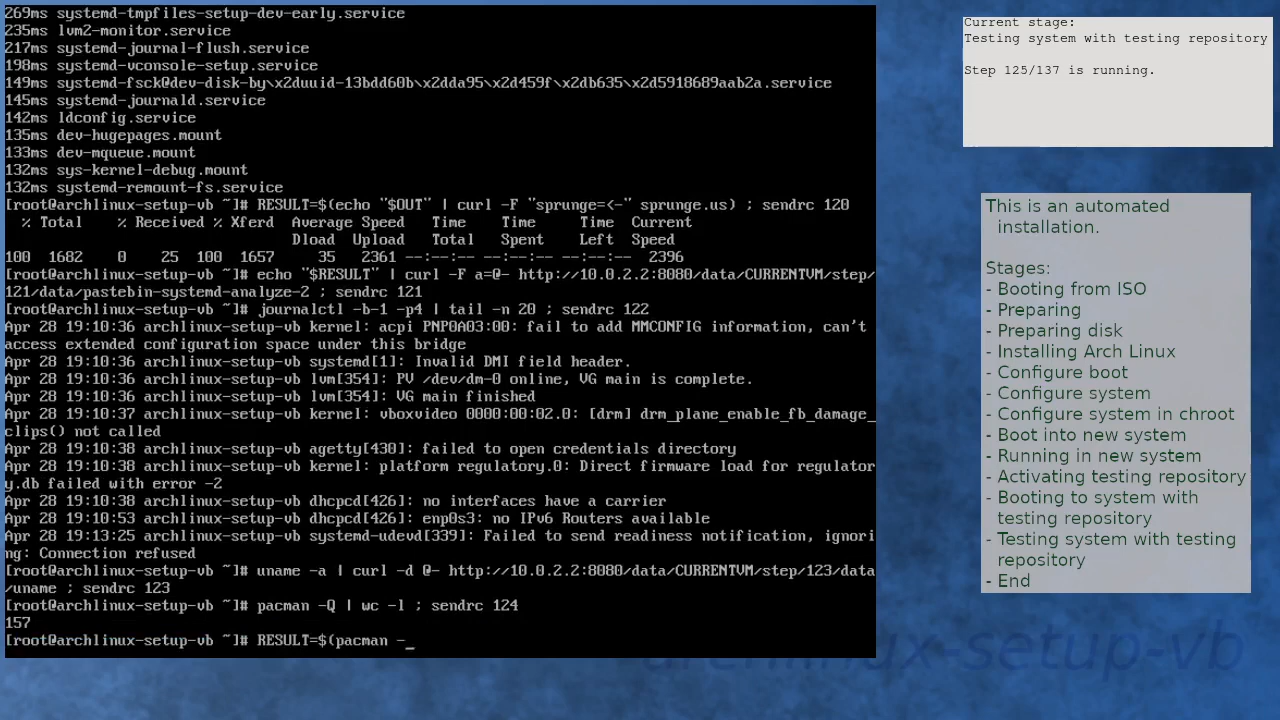 269ms systemd-tmpfiles-setup-dev-early.service
235ms lvm2-monitor.service
217ms systemd-journal-flush.service
198ms systemd-vconsole-setup.service
149ms systemd-fsck@dev-disk-by\x2duuid-13bdd60b\x2dda95\x2d459f\x2db635\x2d5918689aab2a.service
145ms systemd-journald.service
142ms ldconfig.service
135ms dev-hugepages.mount
133ms dev-mqueue.mount
132ms sys-kernel-debug.mount
132ms systemd-remount-fs.service
[root@archlinux-setup-vb ~]# RESULT=$(echo "$OUT" | curl -F "sprunge=<-" sprunge.us) ; sendrc 120
  % Total    % Received % Xferd  Average Speed   Time    Time     Time  Current
                                 Dload  Upload   Total   Spent    Left  Speed
100  1682    0    25  100  1657     35   2361 --:--:-- --:--:-- --:--:--  2396
[root@archlinux-setup-vb ~]# echo "$RESULT" | curl -F a=@- http://10.0.2.2:8080/data/CURRENTVM/step/
121/data/pastebin-systemd-analyze-2 ; sendrc 121
[root@archlinux-setup-vb ~]# journalctl -b-1 -p4 | tail -n 20 ; sendrc 122
Apr 28 19:10:36 archlinux-setup-vb kernel: acpi PNP0A03:00: fail to add MMCONFIG information, can't
access extended configuration space under this bridge
Apr 28 19:10:36 archlinux-setup-vb systemd[1]: Invalid DMI field header.
Apr 28 19:10:36 archlinux-setup-vb lvm[354]: PV /dev/dm-0 online, VG main is complete.
Apr 28 19:10:36 archlinux-setup-vb lvm[354]: VG main finished
Apr 28 19:10:37 archlinux-setup-vb kernel: vboxvideo 0000:00:02.0: [drm] drm_plane_enable_fb_damage_
clips() not called
Apr 28 19:10:38 archlinux-setup-vb agetty[430]: failed to open credentials directory
Apr 28 19:10:38 archlinux-setup-vb kernel: platform regulatory.0: Direct firmware load for regulator
y.db failed with error -2
Apr 28 19:10:38 archlinux-setup-vb dhcpcd[426]: no interfaces have a carrier
Apr 28 19:10:53 archlinux-setup-vb dhcpcd[426]: enp0s3: no IPv6 Routers available
Apr 28 19:13:25 archlinux-setup-vb systemd-udevd[339]: Failed to send readiness notification, ignori
ng: Connection refused
[root@archlinux-setup-vb ~]# uname -a | curl -d @- http://10.0.2.2:8080/data/CURRENTVM/step/123/data
/uname ; sendrc 123
[root@archlinux-setup-vb ~]# pacman -Q | wc -l ; sendrc 124
157
[root@archlinux-setup-vb ~]# RESULT=$(pacman -_
Current stage:
Testing system with testing repository
Step 125/137 is running.
This is an automated
installation.
Stages:
- Booting from ISO
- Preparing
- Preparing disk
- Installing Arch Linux
- Configure boot
- Configure system
- Configure system in chroot
- Boot into new system
- Running in new system
- Activating testing repository
- Booting to system with
testing repository
- Testing system with testing
repository
- End
archlinux-setup-vb